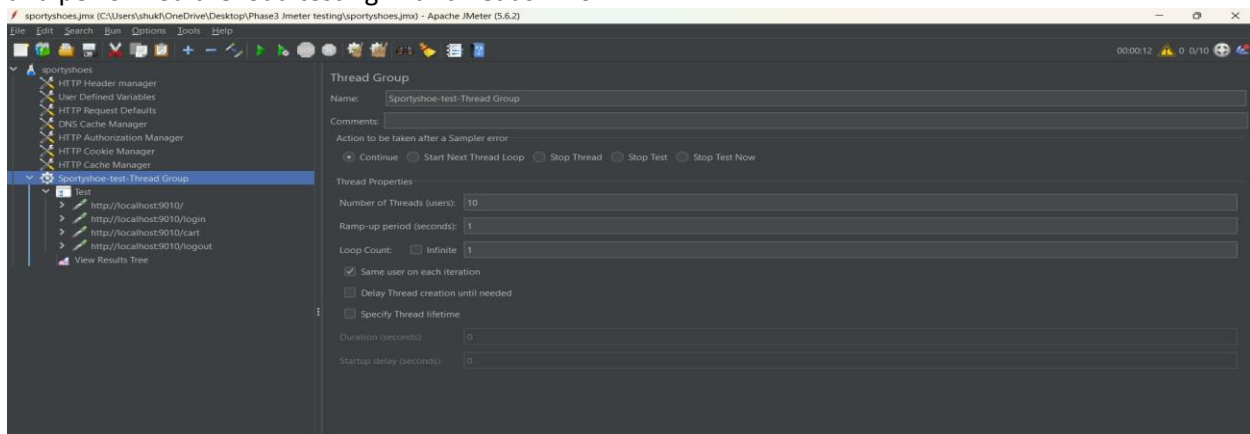 sportyshoes.jmx (C:\Users\shukl\OneDrive\Desktop\Phase3 Jmeter testing\sportyshoes.jmx) - Apache JMeter (5.6.2)
File Edit Search Run Options Tools Help
00:00:12 0 0/10
sportyshoes
HTTP Header manager
User Defined Variables
HTTP Request Defaults
DNS Cache Manager
HTTP Authorization Manager
HTTP Cookie Manager
HTTP Cache Manager
Sportyshoe-test-Thread Group
Test
http://localhost:9010/
http://localhost:9010/login
http://localhost:9010/cart
http://localhost:9010/logout
View Results Tree
Thread Group
Name: Sportyshoe-test-Thread Group
Comments:
Action to be taken after a Sampler error
Continue Start Next Thread Loop Stop Thread Stop Test Stop Test Now
Thread Properties
Number of Threads (users): 10
Ramp-up period (seconds): 1
Loop Count: Infinite 1
Same user on each iteration
Delay Thread creation until needed
Specify Thread lifetime
Duration (seconds): 0
Startup delay (seconds): 0